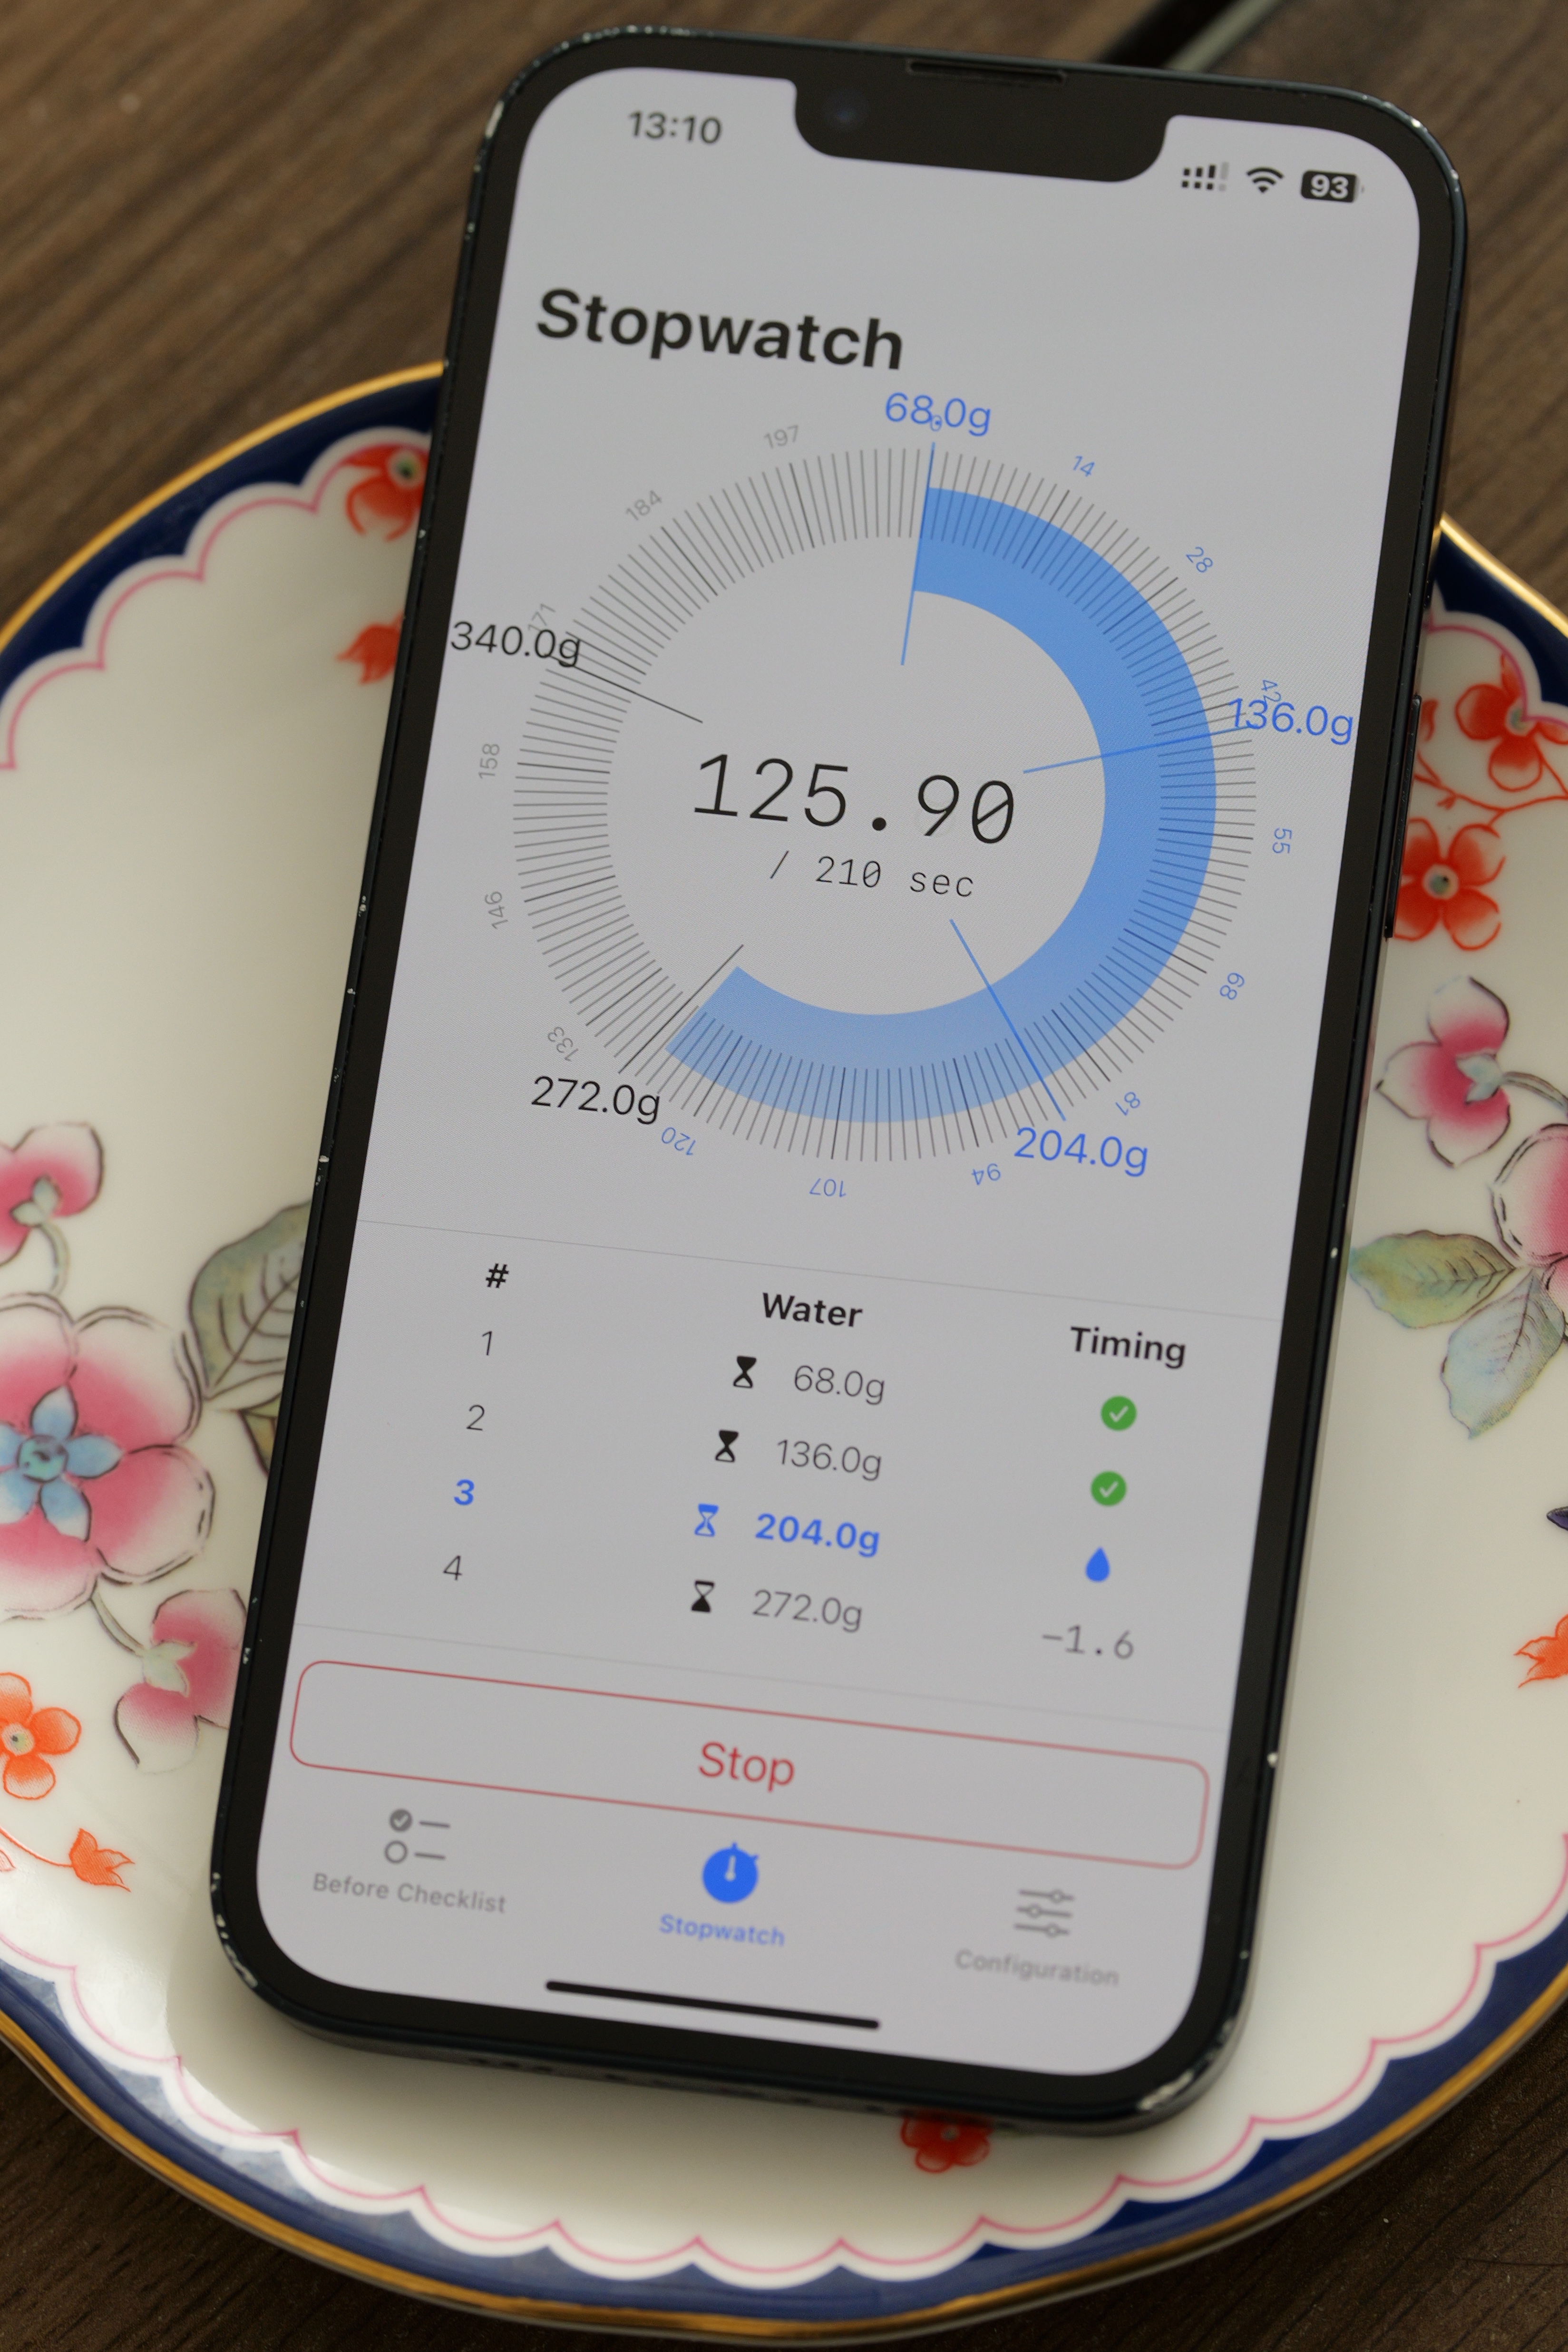 13:10
93
Stopwatch
68.0g
0
14
28
42
136.0g
55
68
81
204.0g
94
107
120
272.0g
133
146
158
340.0g
171
184
197
125.90
/ 210 sec
# Water Timing
1 68.0g
2 136.0g
3 204.0g
4 272.0g -1.6
Stop
Before Checklist
Stopwatch
Configuration